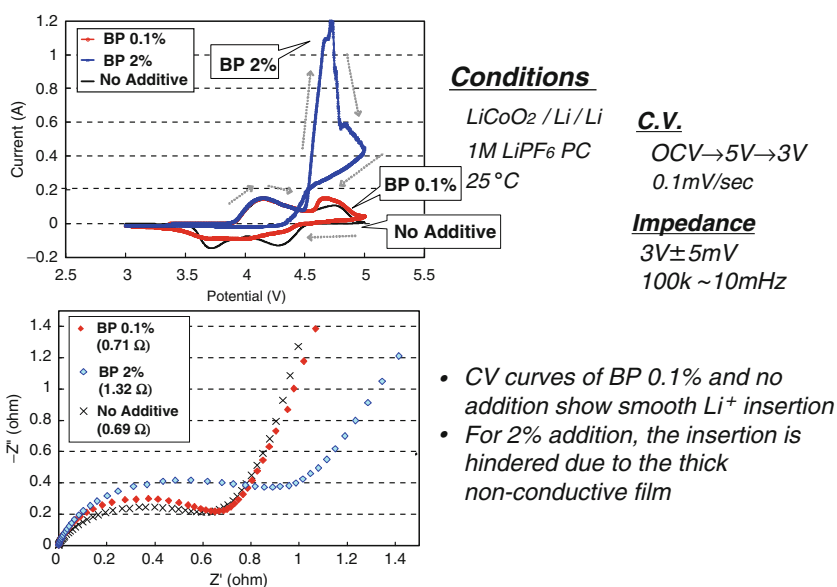 1.2
1
0.8
0.6
0.4
0.2
0
−0.2
Current (A)
BP 0.1%
BP 2%
No Additive
BP 2%
BP 0.1%
No Additive
2.5 3 3.5 4 4.5 5 5.5
Potential (V)
Conditions
LiCoO2 / Li / Li
1M LiPF6 PC
25°C
C.V.
OCV→5V→3V
0.1mV/sec
Impedance
3V±5mV
100k ~10mHz
1.4
1.2
1
0.8
0.6
0.4
0.2
0
−Z" (ohm)
BP 0.1%
(0.71 Ω)
BP 2%
(1.32 Ω)
No Additive
(0.69 Ω)
0 0.2 0.4 0.6 0.8 1 1.2 1.4
Z' (ohm)
• CV curves of BP 0.1% and no
addition show smooth Li+ insertion
• For 2% addition, the insertion is
hindered due to the thick
non-conductive film